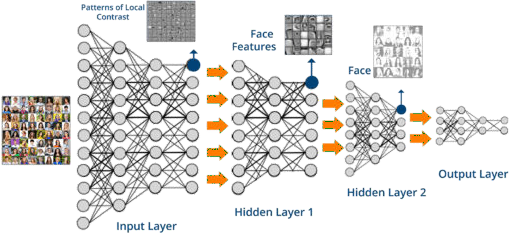 Patterns of Local
Contrast
Face
Features
Face
Input Layer
Hidden Layer 1
Hidden Layer 2
Output Layer